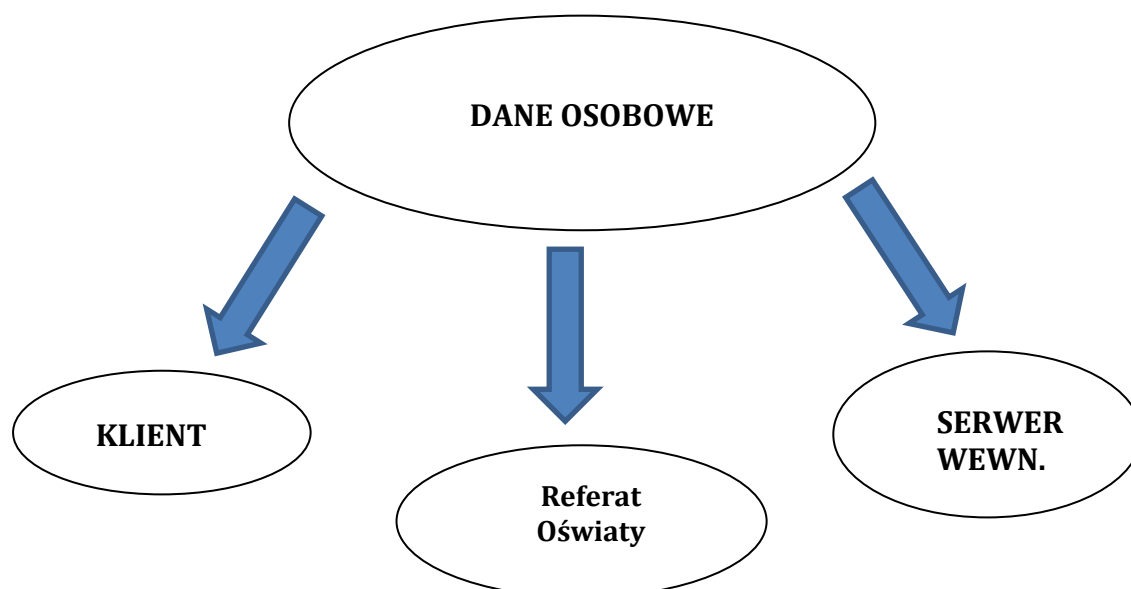 DANE OSOBOWE
KLIENT
Referat
Oświaty
SERWER
WEWN.